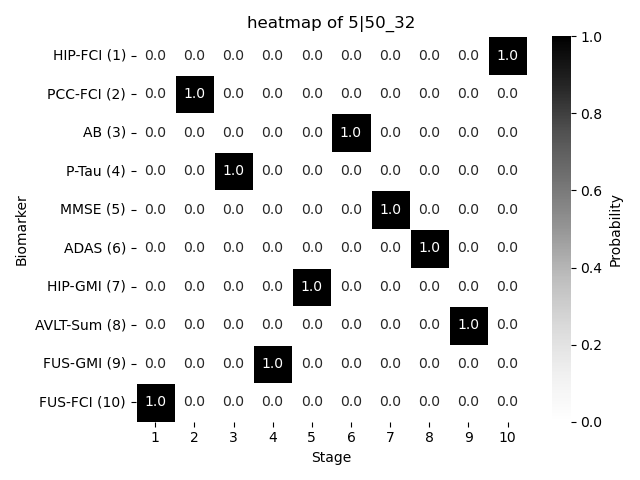 heatmap of 5|50_32
HIP-FCI (1) 0.0 0.0 0.0 0.0 0.0 0.0 0.0 0.0 0.0 1.0
PCC-FCI (2) 0.0 1.0 0.0 0.0 0.0 0.0 0.0 0.0 0.0 0.0
AB (3) 0.0 0.0 0.0 0.0 0.0 1.0 0.0 0.0 0.0 0.0
P-Tau (4) 0.0 0.0 1.0 0.0 0.0 0.0 0.0 0.0 0.0 0.0
MMSE (5) 0.0 0.0 0.0 0.0 0.0 0.0 1.0 0.0 0.0 0.0
ADAS (6) 0.0 0.0 0.0 0.0 0.0 0.0 0.0 1.0 0.0 0.0
HIP-GMI (7) 0.0 0.0 0.0 0.0 1.0 0.0 0.0 0.0 0.0 0.0
AVLT-Sum (8) 0.0 0.0 0.0 0.0 0.0 0.0 0.0 0.0 1.0 0.0
FUS-GMI (9) 0.0 0.0 0.0 1.0 0.0 0.0 0.0 0.0 0.0 0.0
FUS-FCI (10) 1.0 0.0 0.0 0.0 0.0 0.0 0.0 0.0 0.0 0.0
1 2 3 4 5 6 7 8 9 10
Stage
Biomarker
1.0
0.8
0.6
0.4
0.2
0.0
Probability